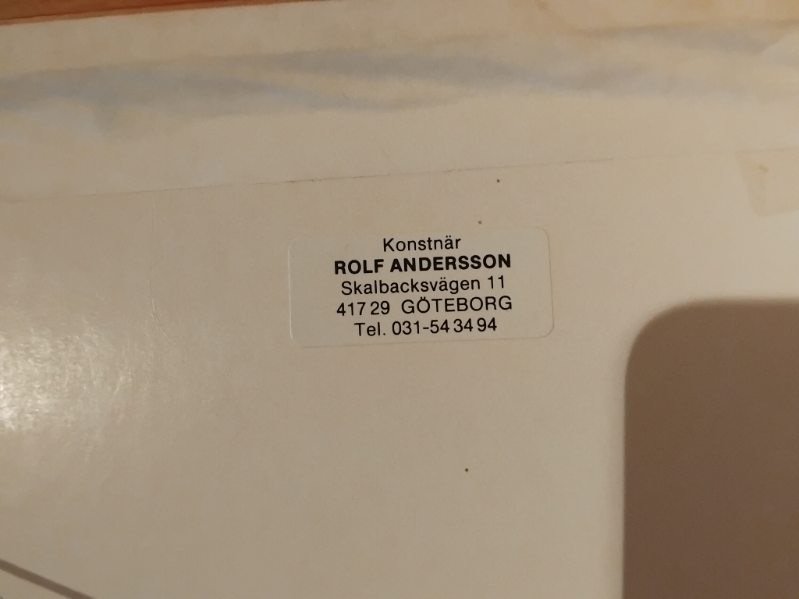 Konstnär
ROLF ANDERSSON
Skalbacksvägen 11
417 29 GÖTEBORG
Tel. 031-54 34 94